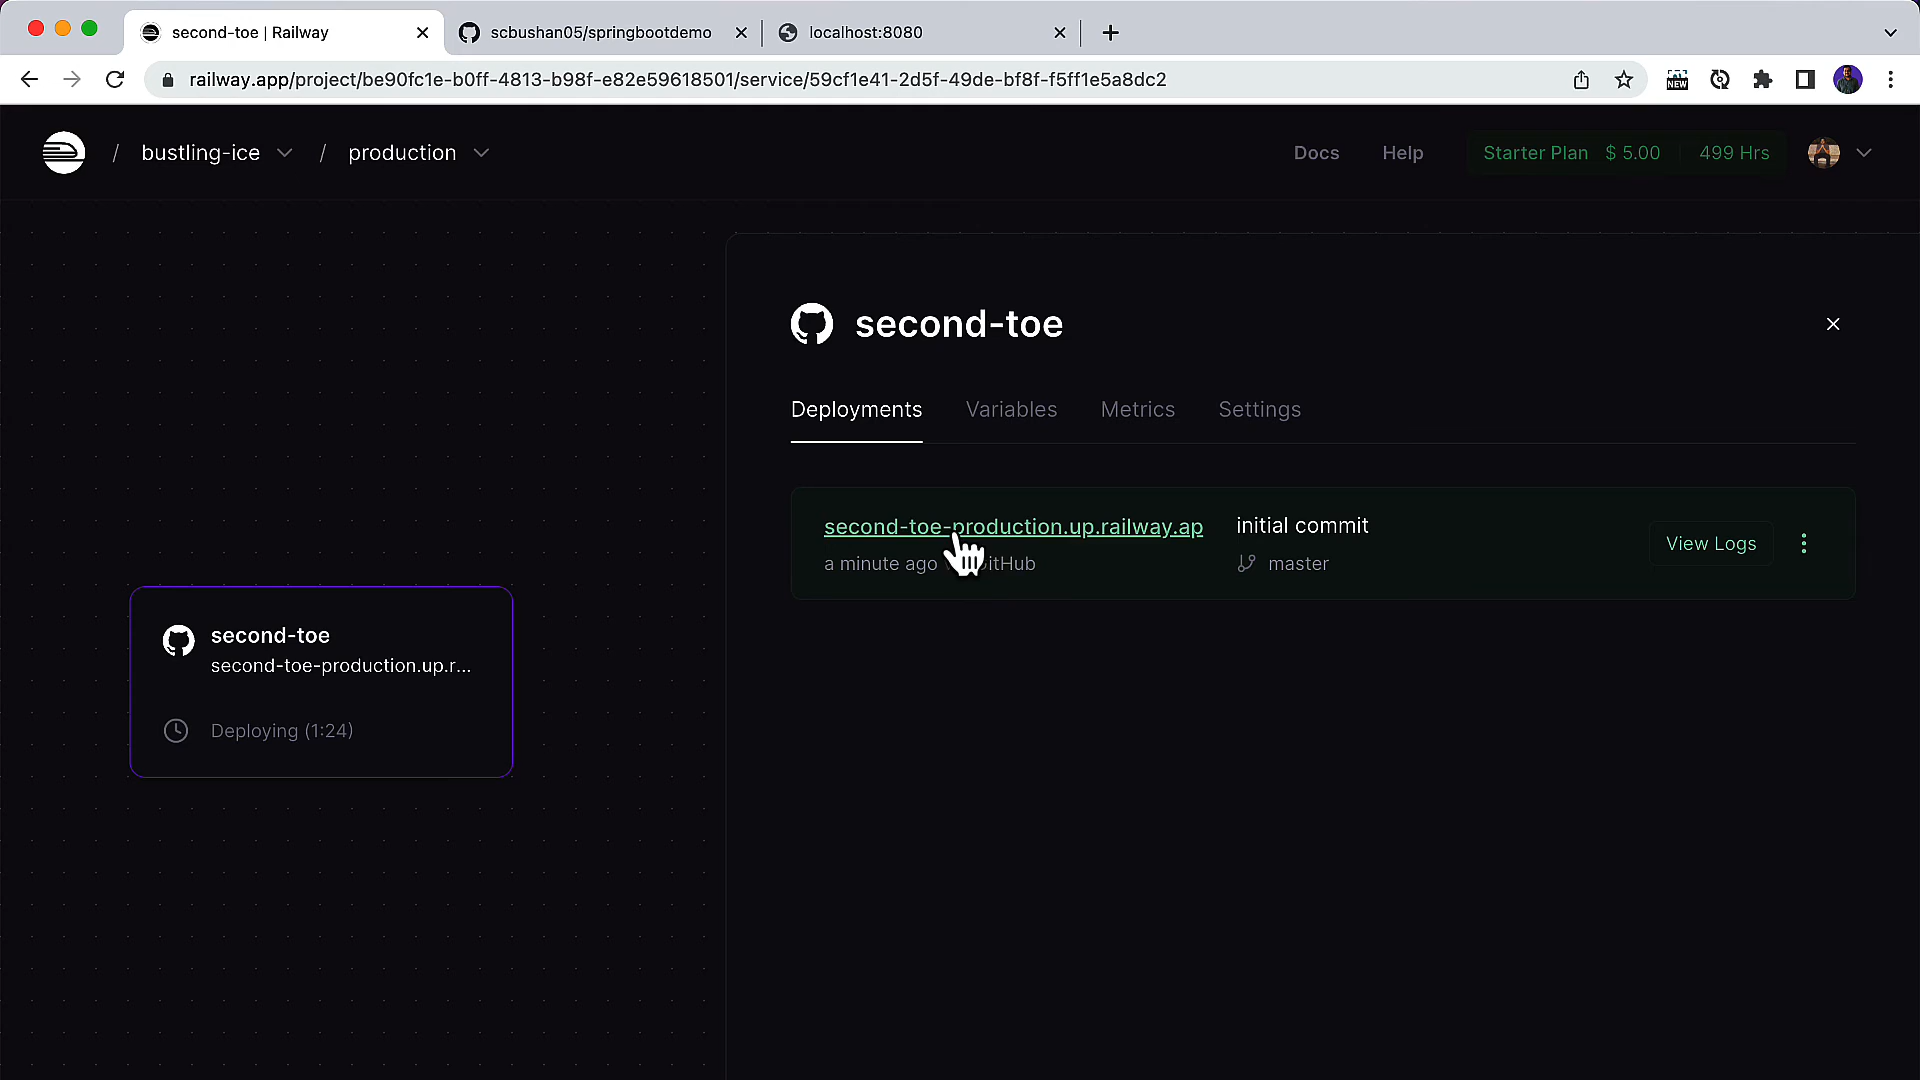 second-toe | Railway
scbushan05/springbootdemo
localhost:8080
railway.app/project/be90fc1e-b0ff-4813-b98f-e82e59618501/service/59cf1e41-2d5f-49de-bf8f-f5ff1e5a8dc2
NEW
/ bustling-ice / production
Docs Help Starter Plan $ 5.00 499 Hrs
second-toe
Deployments Variables Metrics Settings
second-toe-production.up.railway.ap
initial commit
a minute ago itHub
master
View Logs
second-toe
second-toe-production.up.r...
Deploying (1:24)